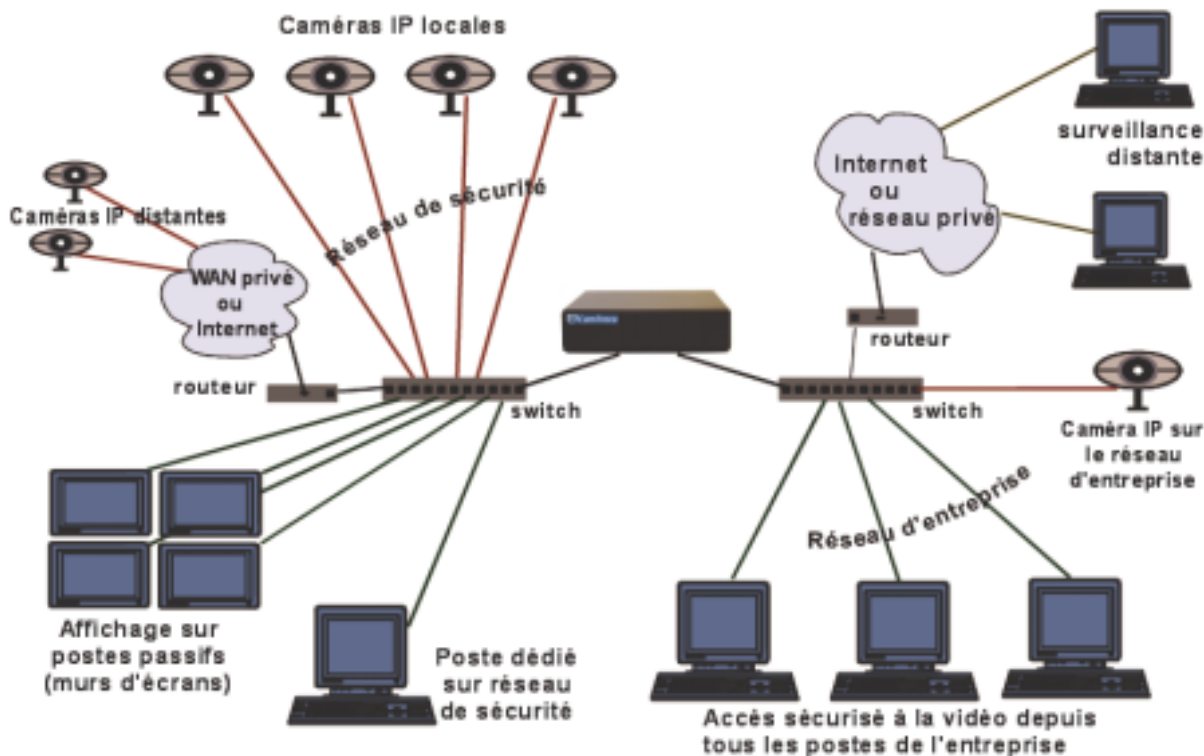 Caméras IP locales
surveillance
distante
Internet
ou
réseau privé
Caméras IP distantes
Réseau de sécurité
WAN privé
ou
Internet
routeur
switch
routeur
switch
Caméra IP sur
le réseau
d'entreprise
Réseau d'entreprise
Affichage sur
postes passifs
(murs d'écrans)
Poste dédié
sur réseau
de sécurité
Accès sécurisé à la vidéo depuis
tous les postes de l'entreprise